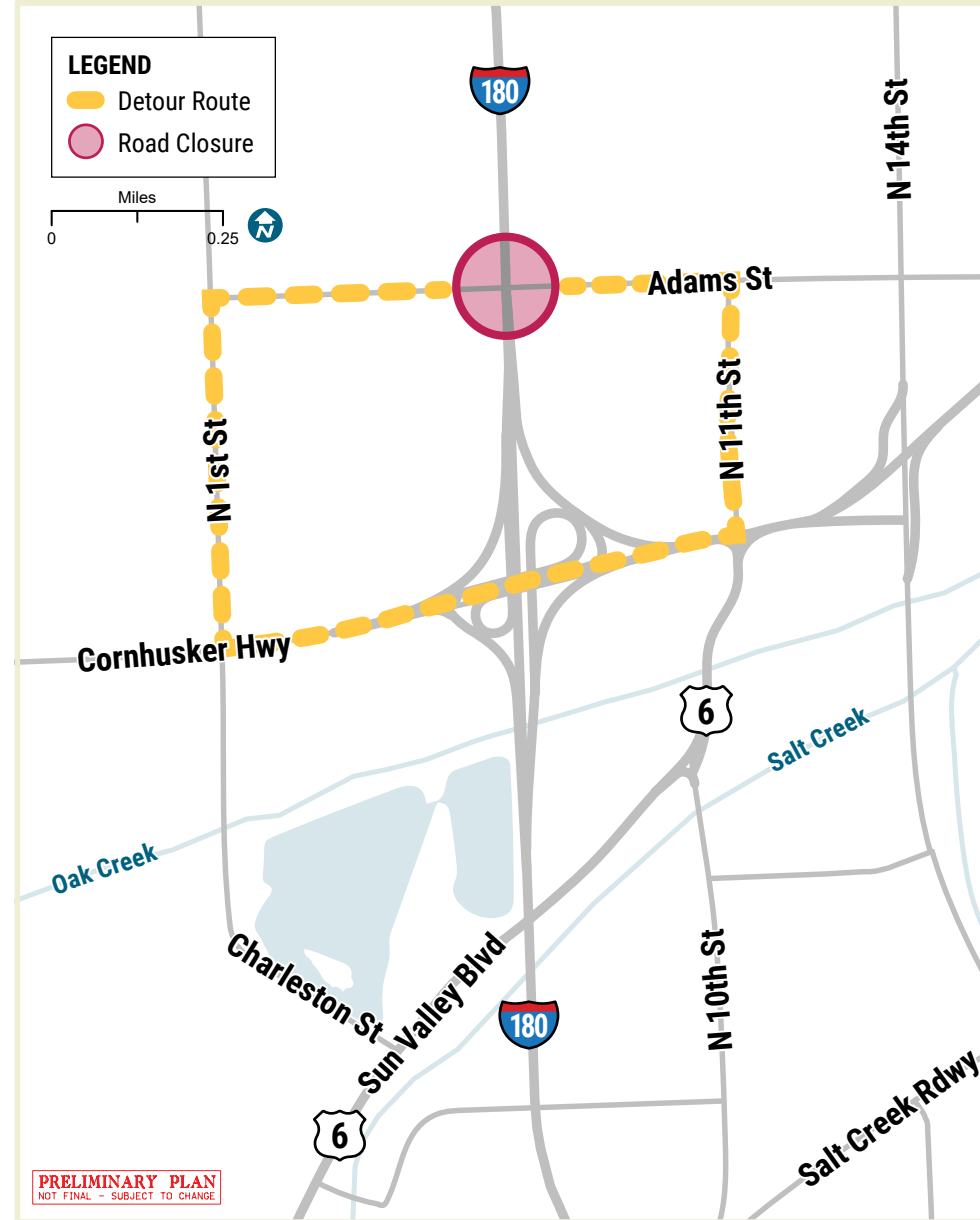 LEGEND
Detour Route
Road Closure
Miles
0 0.25
N
180
N 14th St
Adams St
N 11th St
N 1st St
Cornhusker Hwy
6
Salt Creek
Oak Creek
Charleston St
Sun Valley Blvd
N 10th St
180
Salt Creek Rdwy
6
PRELIMINARY PLAN
NOT FINAL - SUBJECT TO CHANGE